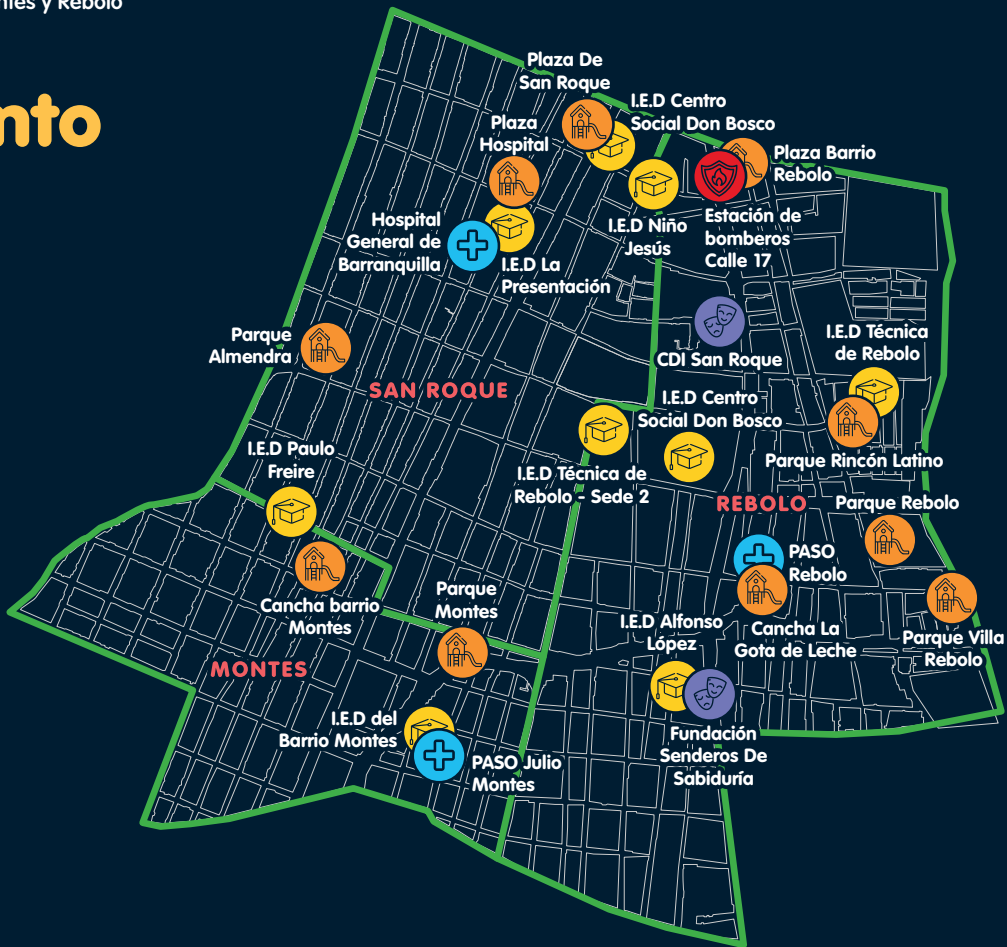 y Rebolo
nto
Plaza De
San Roque
I.E.D Centro
Social Don Bosco
Plaza
Hospital
Plaza Barrio
Rebolo
Hospital
General de
Barranquilla
I.E.D La
Presentación
I.E.D Niño
Jesús
Estación de
bomberos
Calle 17
Parque
Almendra
CDI San Roque
I.E.D Técnica
de Rebolo
SAN ROQUE
I.E.D Centro
Social Don Bosco
I.E.D Paulo
Freire
I.E.D Técnica de
Rebolo - Sede 2
Parque Rincón Latino
REBOLO
Parque Rebolo
PASO
Rebolo
Cancha barrio
Montes
Parque
Montes
I.E.D Alfonso
López
Cancha La
Gota de Leche
Parque Villa
Rebolo
MONTES
I.E.D del
Barrio Montes
PASO Julio
Montes
Fundación
Senderos De
Sabiduría